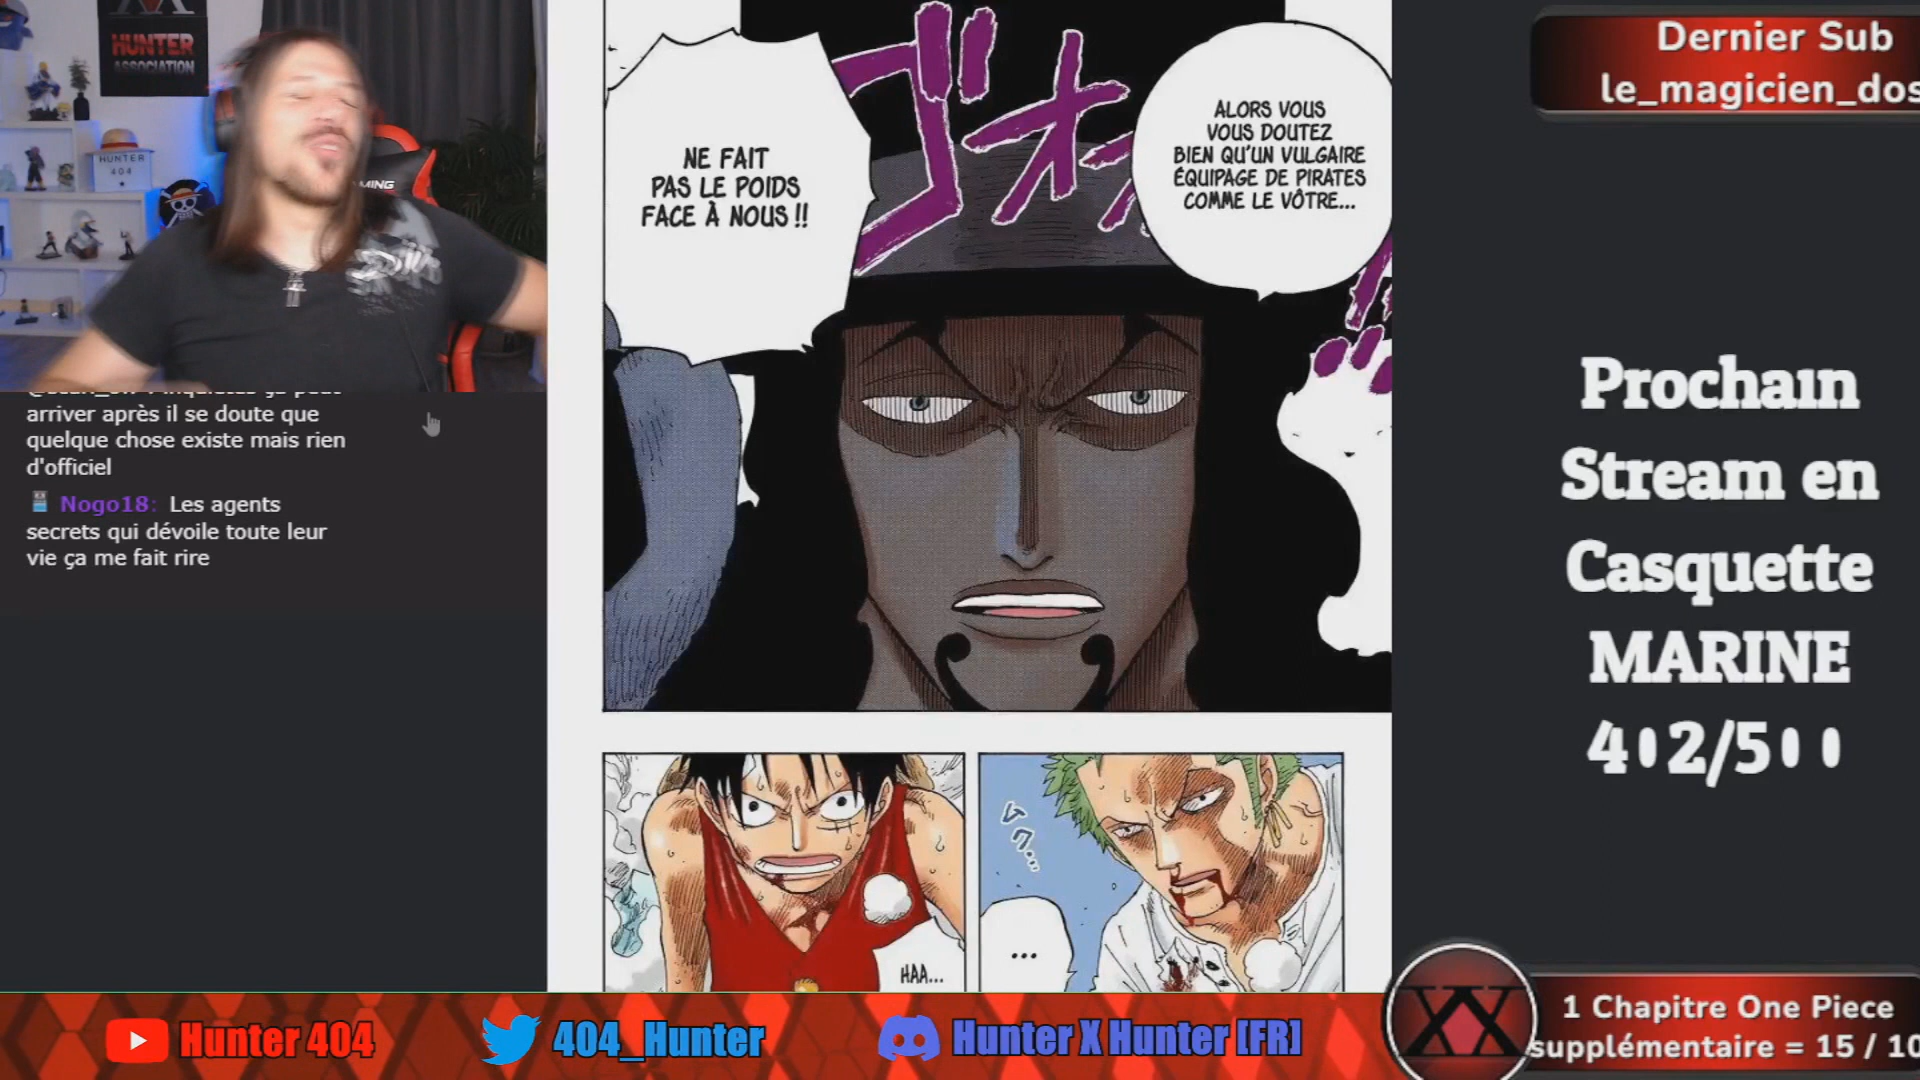 HUNTER
ASSOCIATION
HUNTER
404
arriver après il se doute que
quelque chose existe mais rien
d'officiel
Nogo18: Les agents
secrets qui dévoile toute leur
vie ça me fait rire
ALORS VOUS
VOUS DOUTEZ
BIEN QU'UN VULGAIRE
ÉQUIPAGE DE PIRATES
COMME LE VÔTRE...
NE FAIT
PAS LE POIDS
FACE À NOUS !!
ゴオ
HAA...
...
Dernier Sub
le_magicien_dos
Prochain
Stream en
Casquette
MARINE
402/500
1 Chapitre One Piece
supplémentaire = 15 / 10
Hunter 404
404_Hunter
Hunter X Hunter [FR]